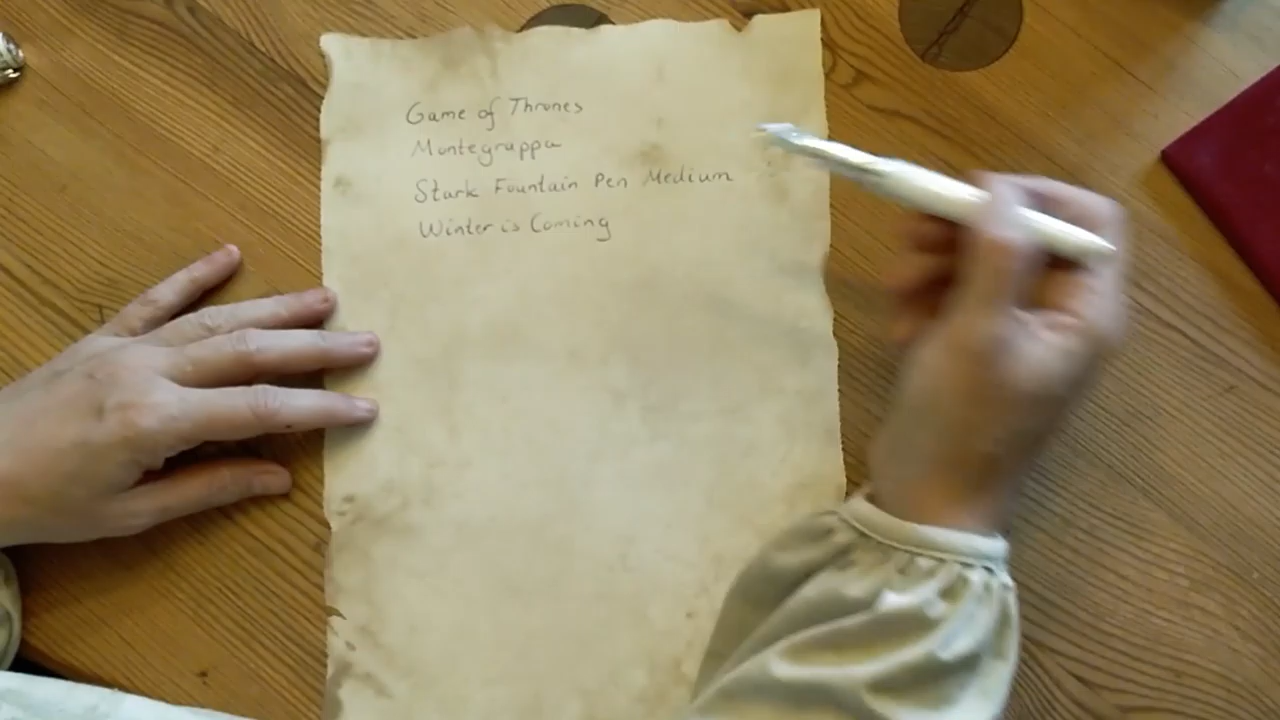 Game of Thrones
Montegrappa
Stark Fountain Pen Medium
Winter is Coming